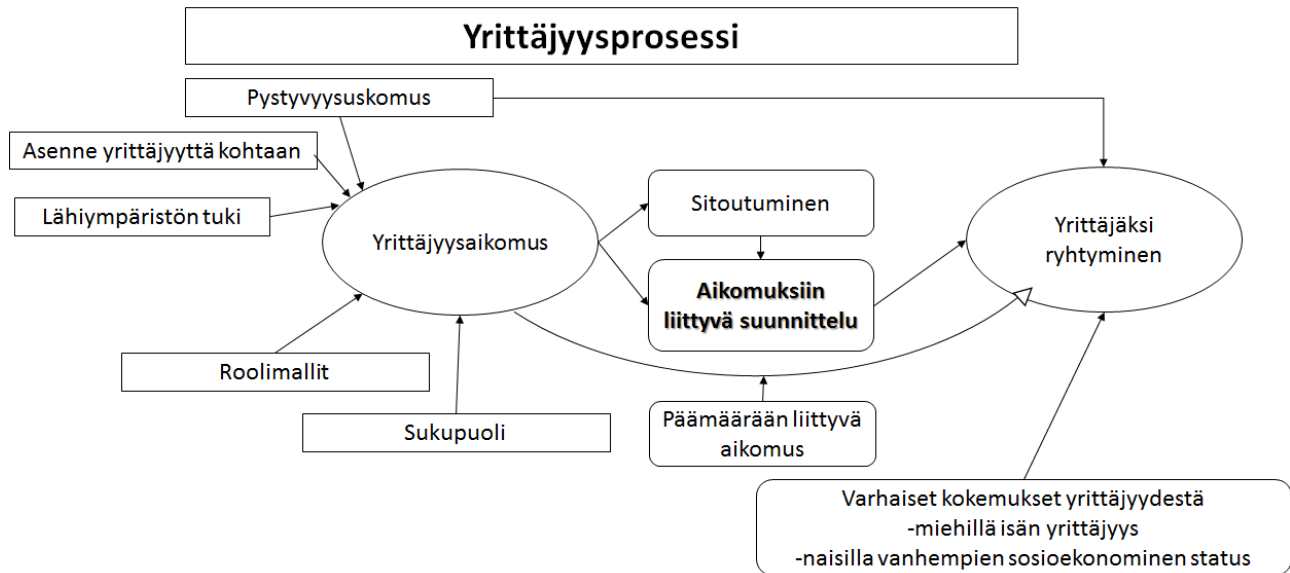 Yrittäjyysprosessi
Pystyvyysuskomus
Asenne yrittäjyyttä kohtaan
Lähiympäristön tuki
Yrittäjyysaikomus
Sitoutuminen
Aikomuksiin
liittyvä suunnittelu
Yrittäjäksi
ryhtyminen
Roolimallit
Sukupuoli
Päämäärään liittyvä
aikomus
Varhaiset kokemukset yrittäjyydestä
-miehillä isän yrittäjyys
-naisilla vanhempien sosioekonominen status